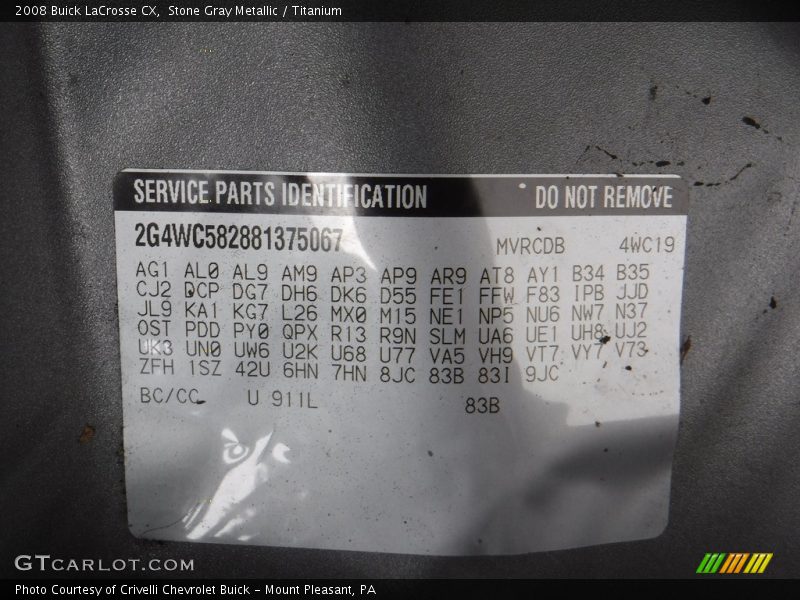 2008 Buick LaCrosse CX, Stone Gray Metallic / Titanium
SERVICE PARTS IDENTIFICATION DO NOT REMOVE
2G4WC582881375067 MVRCDB 4WC19
AG1 AL0 AL9 AM9 AP3 AP9 AR9 AT8 AY1 B34 B35
CJ2 DCP DG7 DH6 DK6 D55 FE1 FFW F83 IPB JJD
JL9 KA1 KG7 L26 MX0 M15 NE1 NP5 NU6 NW7 N37
OST PDD PY0 QPX R13 R9N SLM UA6 UE1 UH8 UJ2
UK3 UN0 UW6 U2K U68 U77 VA5 VH9 VT7 VY7 V73
ZFH 1SZ 42U 6HN 7HN 8JC 83B 83I 9JC
BC/CC U 911L 83B
GTCARLOT.COM
Photo Courtesy of Crivelli Chevrolet Buick - Mount Pleasant, PA